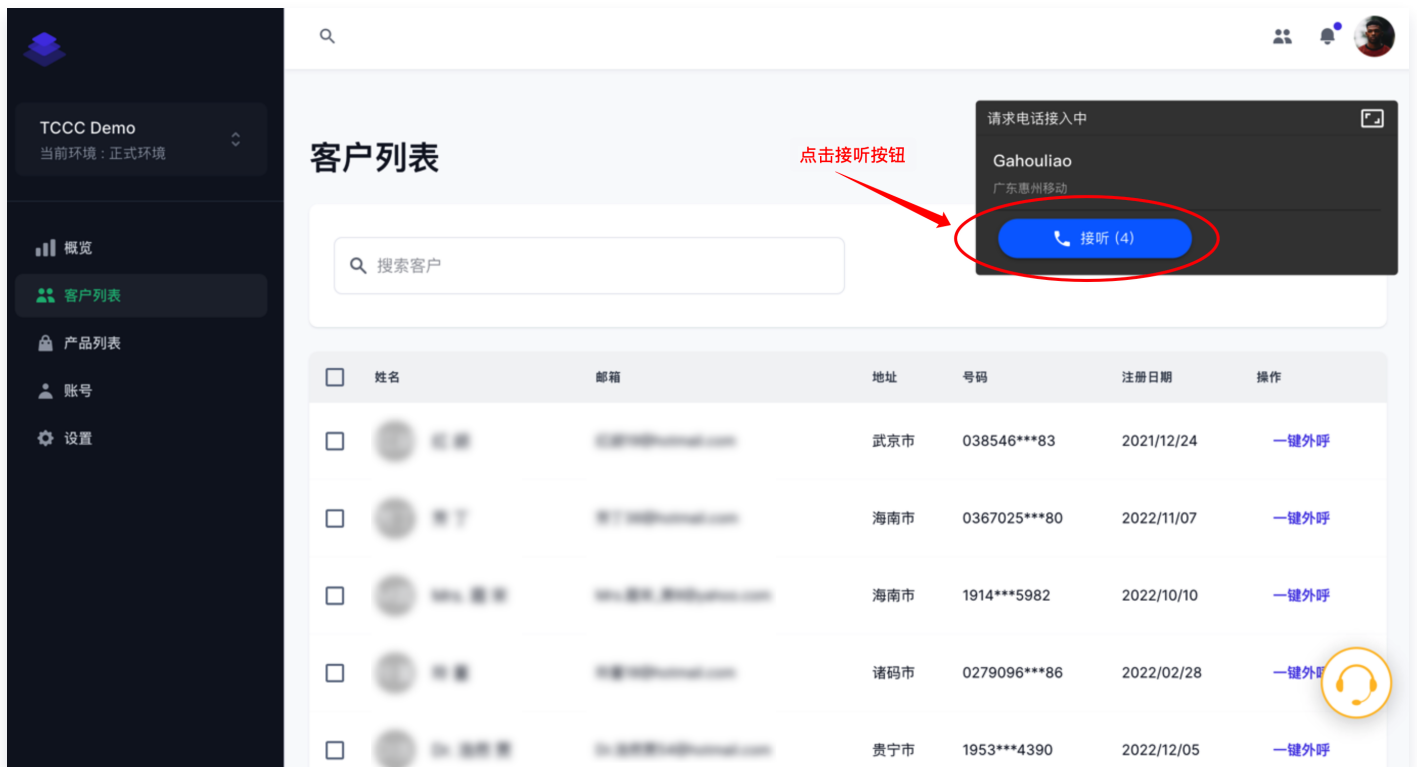 TCCC Demo
当前环境 : 正式环境
概览
客户列表
产品列表
账号
设置
客户列表
点击接听按钮
请求电话接入中
Gahouliao
广东惠州移动
接听 (4)
搜索客户
姓名 邮箱 地址 号码 注册日期 操作
武京市 038546***83 2021/12/24 一键外呼
海南市 0367025***80 2022/11/07 一键外呼
海南市 1914***5982 2022/10/10 一键外呼
诸码市 0279096***86 2022/02/28 一键外
贵宁市 1953***4390 2022/12/05 一键外呼